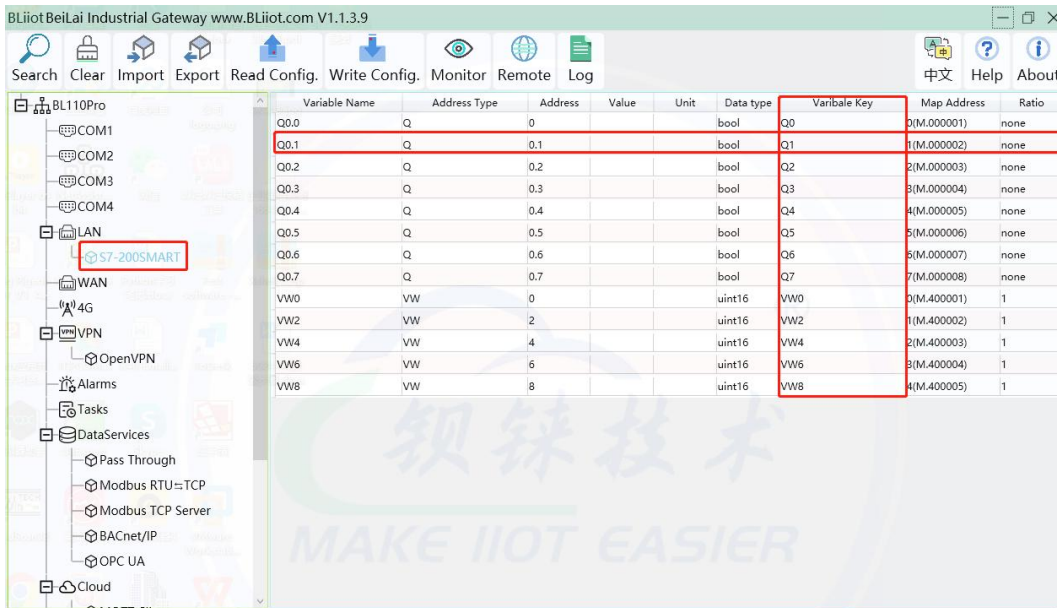 BLiiot BeiLai Industrial Gateway www.BLiiot.com V1.1.3.9
Search Clear Import Export Read Config. Write Config. Monitor Remote Log 中文 Help About
BL110Pro
COM1
COM2
COM3
COM4
LAN
S7-200SMART
WAN
4G
VPN
OpenVPN
Alarms
Tasks
DataServices
Pass Through
Modbus RTU⇆TCP
Modbus TCP Server
BACnet/IP
OPC UA
Cloud
Variable Name Address Type Address Value Unit Data type Varibale Key Map Address Ratio
Q0.0 Q 0 bool Q0 0(M.000001) none
Q0.1 Q 0.1 bool Q1 1(M.000002) none
Q0.2 Q 0.2 bool Q2 2(M.000003) none
Q0.3 Q 0.3 bool Q3 3(M.000004) none
Q0.4 Q 0.4 bool Q4 4(M.000005) none
Q0.5 Q 0.5 bool Q5 5(M.000006) none
Q0.6 Q 0.6 bool Q6 6(M.000007) none
Q0.7 Q 0.7 bool Q7 7(M.000008) none
VW0 VW 0 uint16 VW0 0(M.400001) 1
VW2 VW 2 uint16 VW2 1(M.400002) 1
VW4 VW 4 uint16 VW4 2(M.400003) 1
VW6 VW 6 uint16 VW6 3(M.400004) 1
VW8 VW 8 uint16 VW8 4(M.400005) 1
钡铼技术
MAKE IIOT EASIER